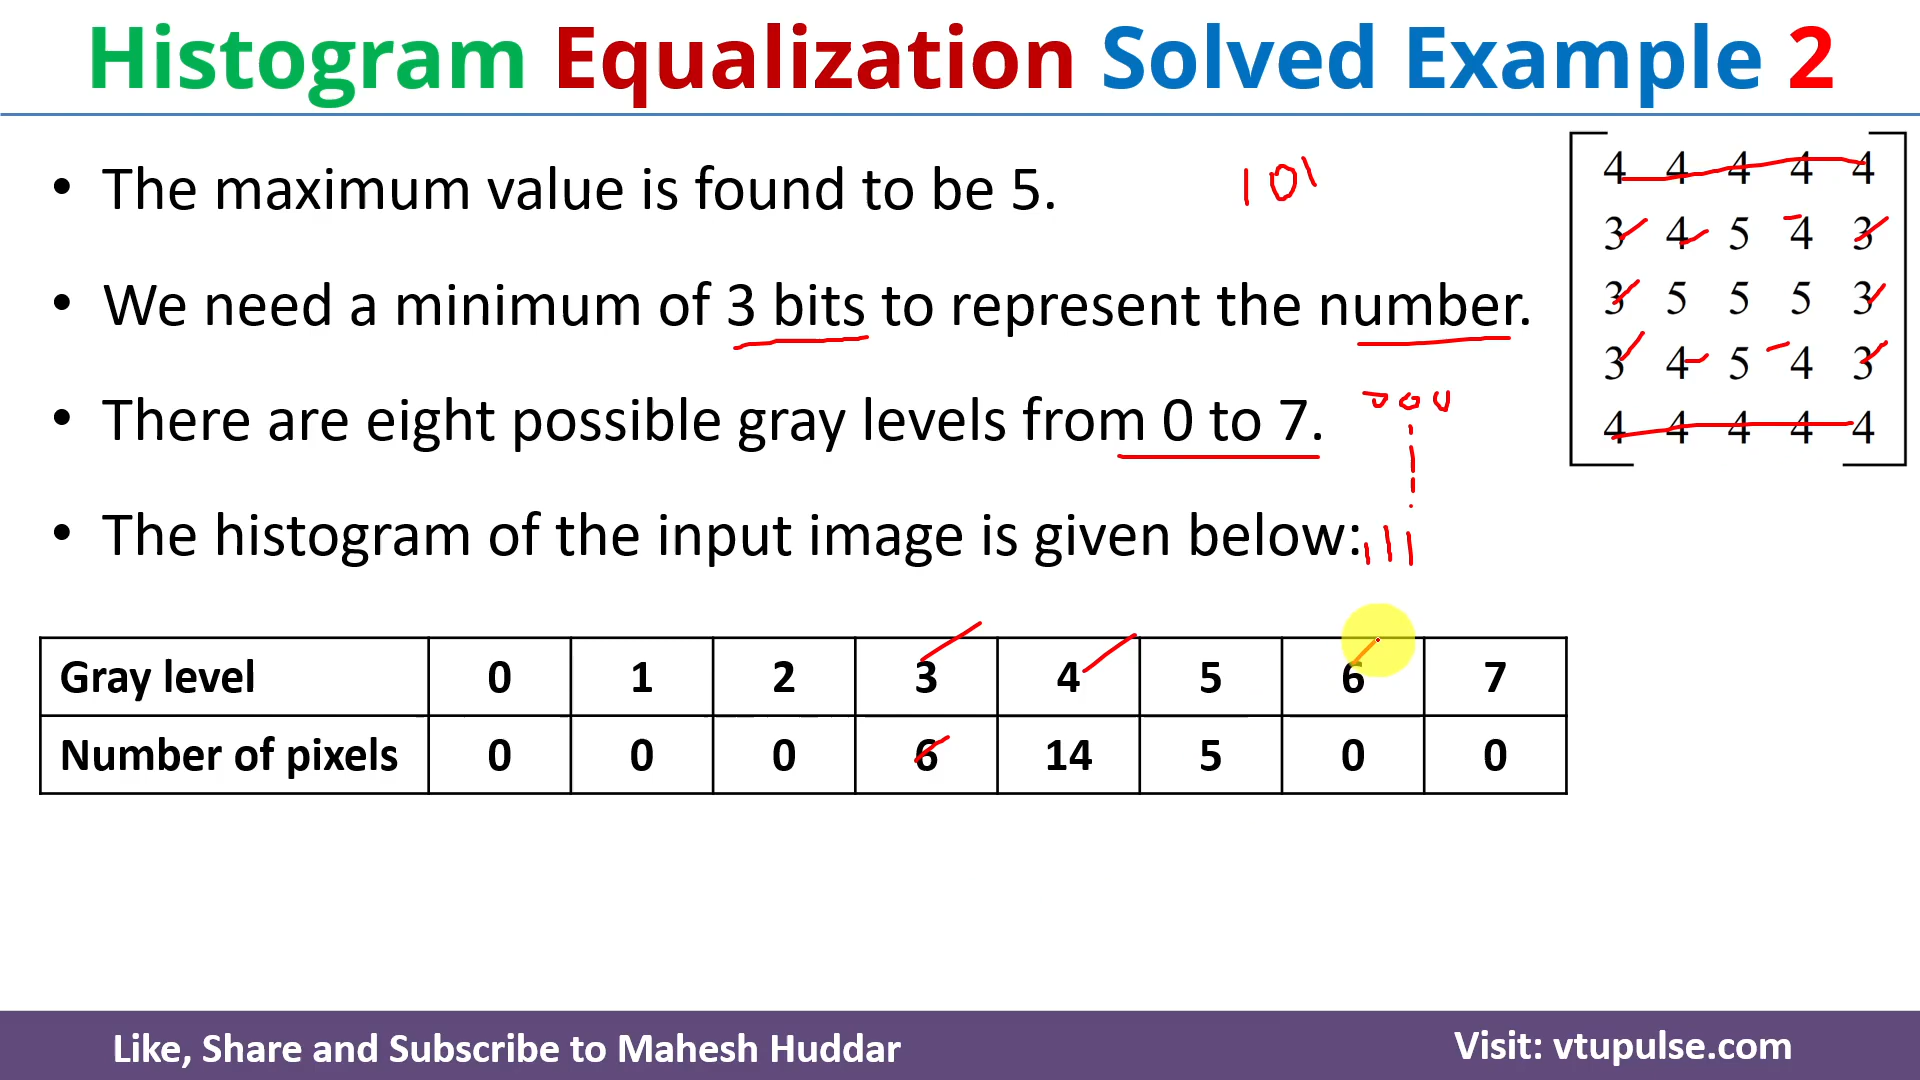 Histogram Equalization Solved Example 2
• The maximum value is found to be 5.
101
• We need a minimum of 3 bits to represent the number.
• There are eight possible gray levels from 0 to 7.
000
• The histogram of the input image is given below:
111
4 4 4 4 4
3 4 5 4 3
3 5 5 5 3
3 4 5 4 3
4 4 4 4 4
Gray level 0 1 2 3 4 5 6 7
Number of pixels 0 0 0 6 14 5 0 0
Like, Share and Subscribe to Mahesh Huddar
Visit: vtupulse.com